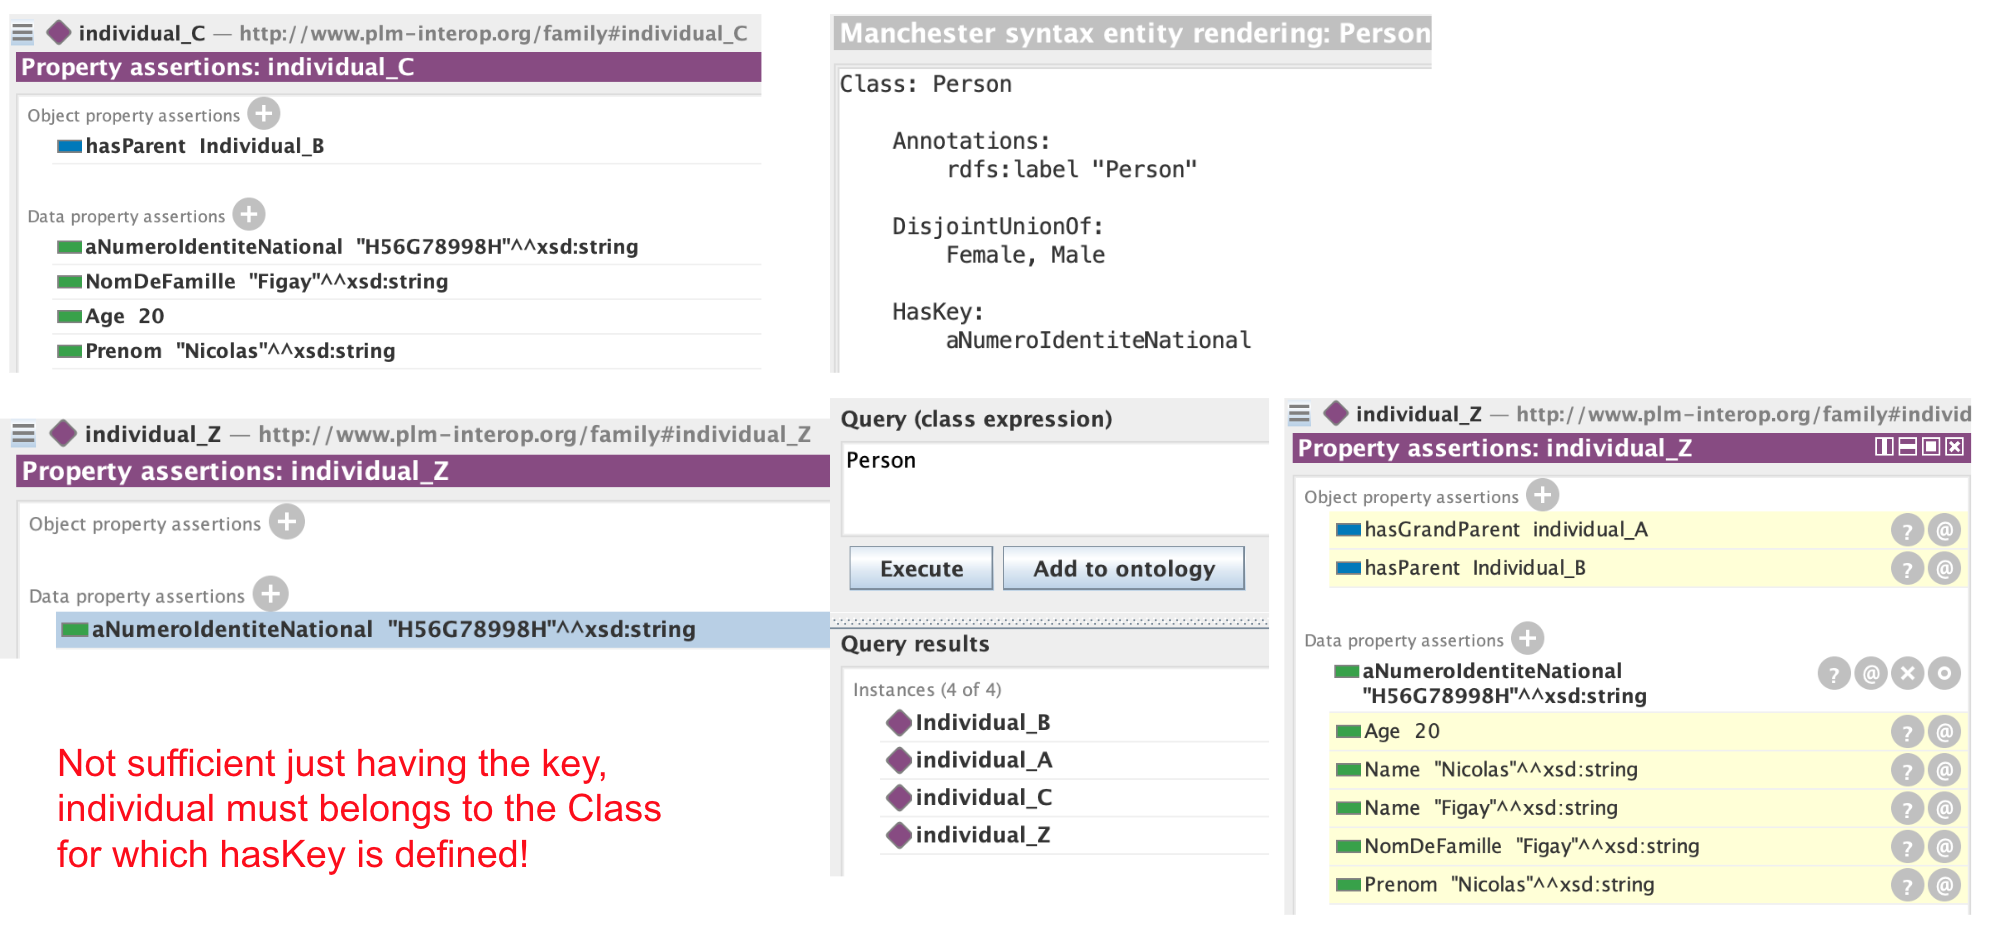 individual_C — http://www.plm-interop.org/family#individual_C
Property assertions: individual_C
Object property assertions
hasParent Individual_B
Data property assertions
aNumeroIdentiteNational "H56G78998H"^^xsd:string
NomDeFamille "Figay"^^xsd:string
Age 20
Prenom "Nicolas"^^xsd:string
Manchester syntax entity rendering: Person
Class: Person
Annotations:
rdfs:label "Person"
DisjointUnionOf:
Female, Male
HasKey:
aNumeroIdentiteNational
individual_Z — http://www.plm-interop.org/family#individual_Z
Property assertions: individual_Z
Object property assertions
Data property assertions
aNumeroIdentiteNational "H56G78998H"^^xsd:string
Not sufficient just having the key,
individual must belongs to the Class
for which hasKey is defined!
Query (class expression)
Person
Execute Add to ontology
Query results
Instances (4 of 4)
Individual_B
individual_A
individual_C
individual_Z
individual_Z — http://www.plm-interop.org/family#individ
Property assertions: individual_Z
Object property assertions
hasGrandParent individual_A
hasParent Individual_B
Data property assertions
aNumeroIdentiteNational
"H56G78998H"^^xsd:string
Age 20
Name "Nicolas"^^xsd:string
Name "Figay"^^xsd:string
NomDeFamille "Figay"^^xsd:string
Prenom "Nicolas"^^xsd:string